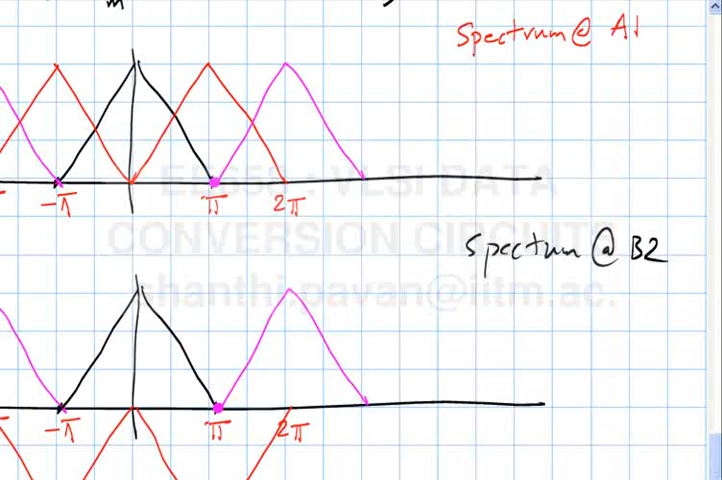 m
Spectrum @ A1
EE658 : VLSI DATA
-π π 2π
CONVERSION CIRCUITS
Spectrum @ B2
shanthi.pavan@iitm.ac.
-π π 2π